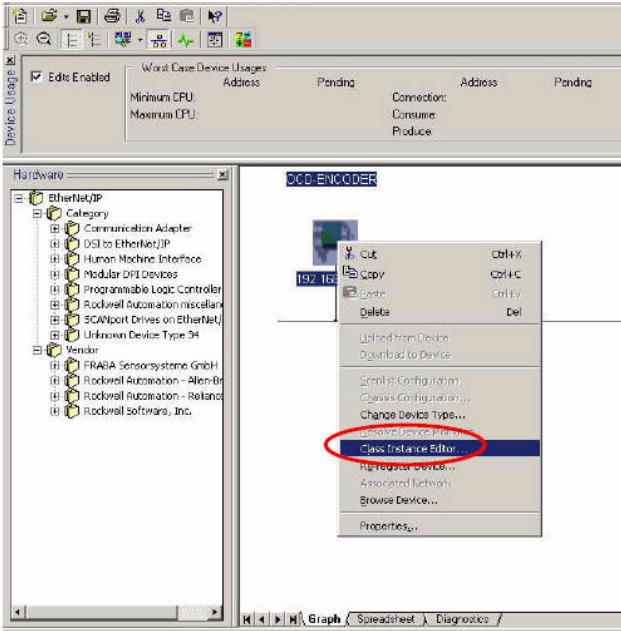 Device Usage
Edits Enabled
Worst Case Device Usages
Address Pending Address Pending
Minimum CPU: Connection:
Maximum CPU: Consume:
Produce:
Hardware
EtherNet/IP
Category
Communication Adapter
DSI to EtherNet/IP
Human Machine Interface
Modular DPI Devices
Programmable Logic Controller
Rockwell Automation miscellan
SCANport Drives on EtherNet/
Unknown Device Type 34
Vendor
FRABA Sensorsysteme GmbH
Rockwell Automation - Allen-Br
Rockwell Automation - Reliance
Rockwell Software, Inc.
OCD-ENCODER
192.168
Cut Ctrl+X
Copy Ctrl+C
Paste Ctrl+V
Delete Del
Upload from Device
Download to Device
Scanlist Configuration
Chassis Configuration...
Change Device Type...
Resolve Device
Class Instance Editor...
Re-register Device...
Associated Network
Browse Device...
Properties...
Graph Spreadsheet Diagnostics